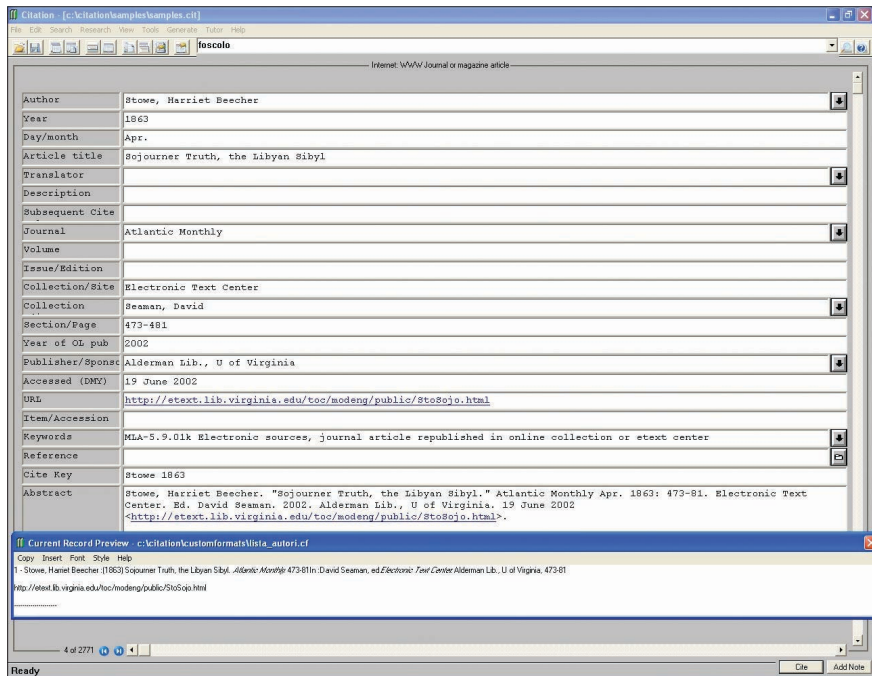 Citation - [c:\citation\samples\samples.cit]
File Edit Search Research View Tools Generate Tutor Help
foscolo
Internet: WWW Journal or magazine article
Author Stowe, Harriet Beecher
Year 1863
Day/month Apr.
Article title Sojourner Truth, the Libyan Sibyl
Translator
Description
Subsequent Cite
Journal Atlantic Monthly
Volume
Issue/Edition
Collection/Site Electronic Text Center
Collection Seaman, David
Section/Page 473-481
Year of OL pub 2002
Publisher/Sponsc Alderman Lib., U of Virginia
Accessed (DMY) 19 June 2002
URL http://etext.lib.virginia.edu/toc/modeng/public/StoSojo.html
Item/Accession
Keywords MLA-5.9.01k Electronic sources, journal article republished in online collection or etext center
Reference
Cite Key Stowe 1863
Abstract Stowe, Harriet Beecher. "Sojourner Truth, the Libyan Sibyl." Atlantic Monthly Apr. 1863: 473-81. Electronic Text
Center. Ed. David Seaman. 2002. Alderman Lib., U of Virginia. 19 June 2002
<http://etext.lib.virginia.edu/toc/modeng/public/StoSojo.html>.
Current Record Preview - c:\citation\customformats\lista_autori.cf
Copy Insert Font Style Help
1 - Stowe, Harriet Beecher :(1863) Sojourner Truth, the Libyan Sibyl. Atlantic Monthly 473-81In :David Seaman, ed.Electronic Text Center Alderman Lib., U of Virginia, 473-81
http://etext.lib.virginia.edu/toc/modeng/public/StoSojo.html
4 of 2771
Ready Cite Add Note